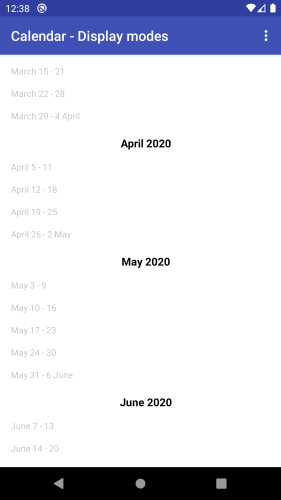 12:38
Calendar - Display modes
March 15 - 21
March 22 - 28
March 29 - 4 April
April 2020
April 5 - 11
April 12 - 18
April 19 - 25
April 26 - 2 May
May 2020
May 3 - 9
May 10 - 16
May 17 - 23
May 24 - 30
May 31 - 6 June
June 2020
June 7 - 13
June 14 - 20